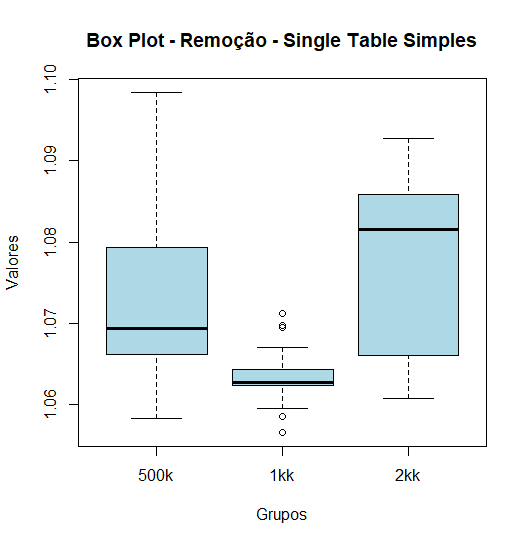 Box Plot - Remoção - Single Table Simples
1.10
1.09
1.08
1.07
1.06
Valores
500k
1kk
2kk
Grupos